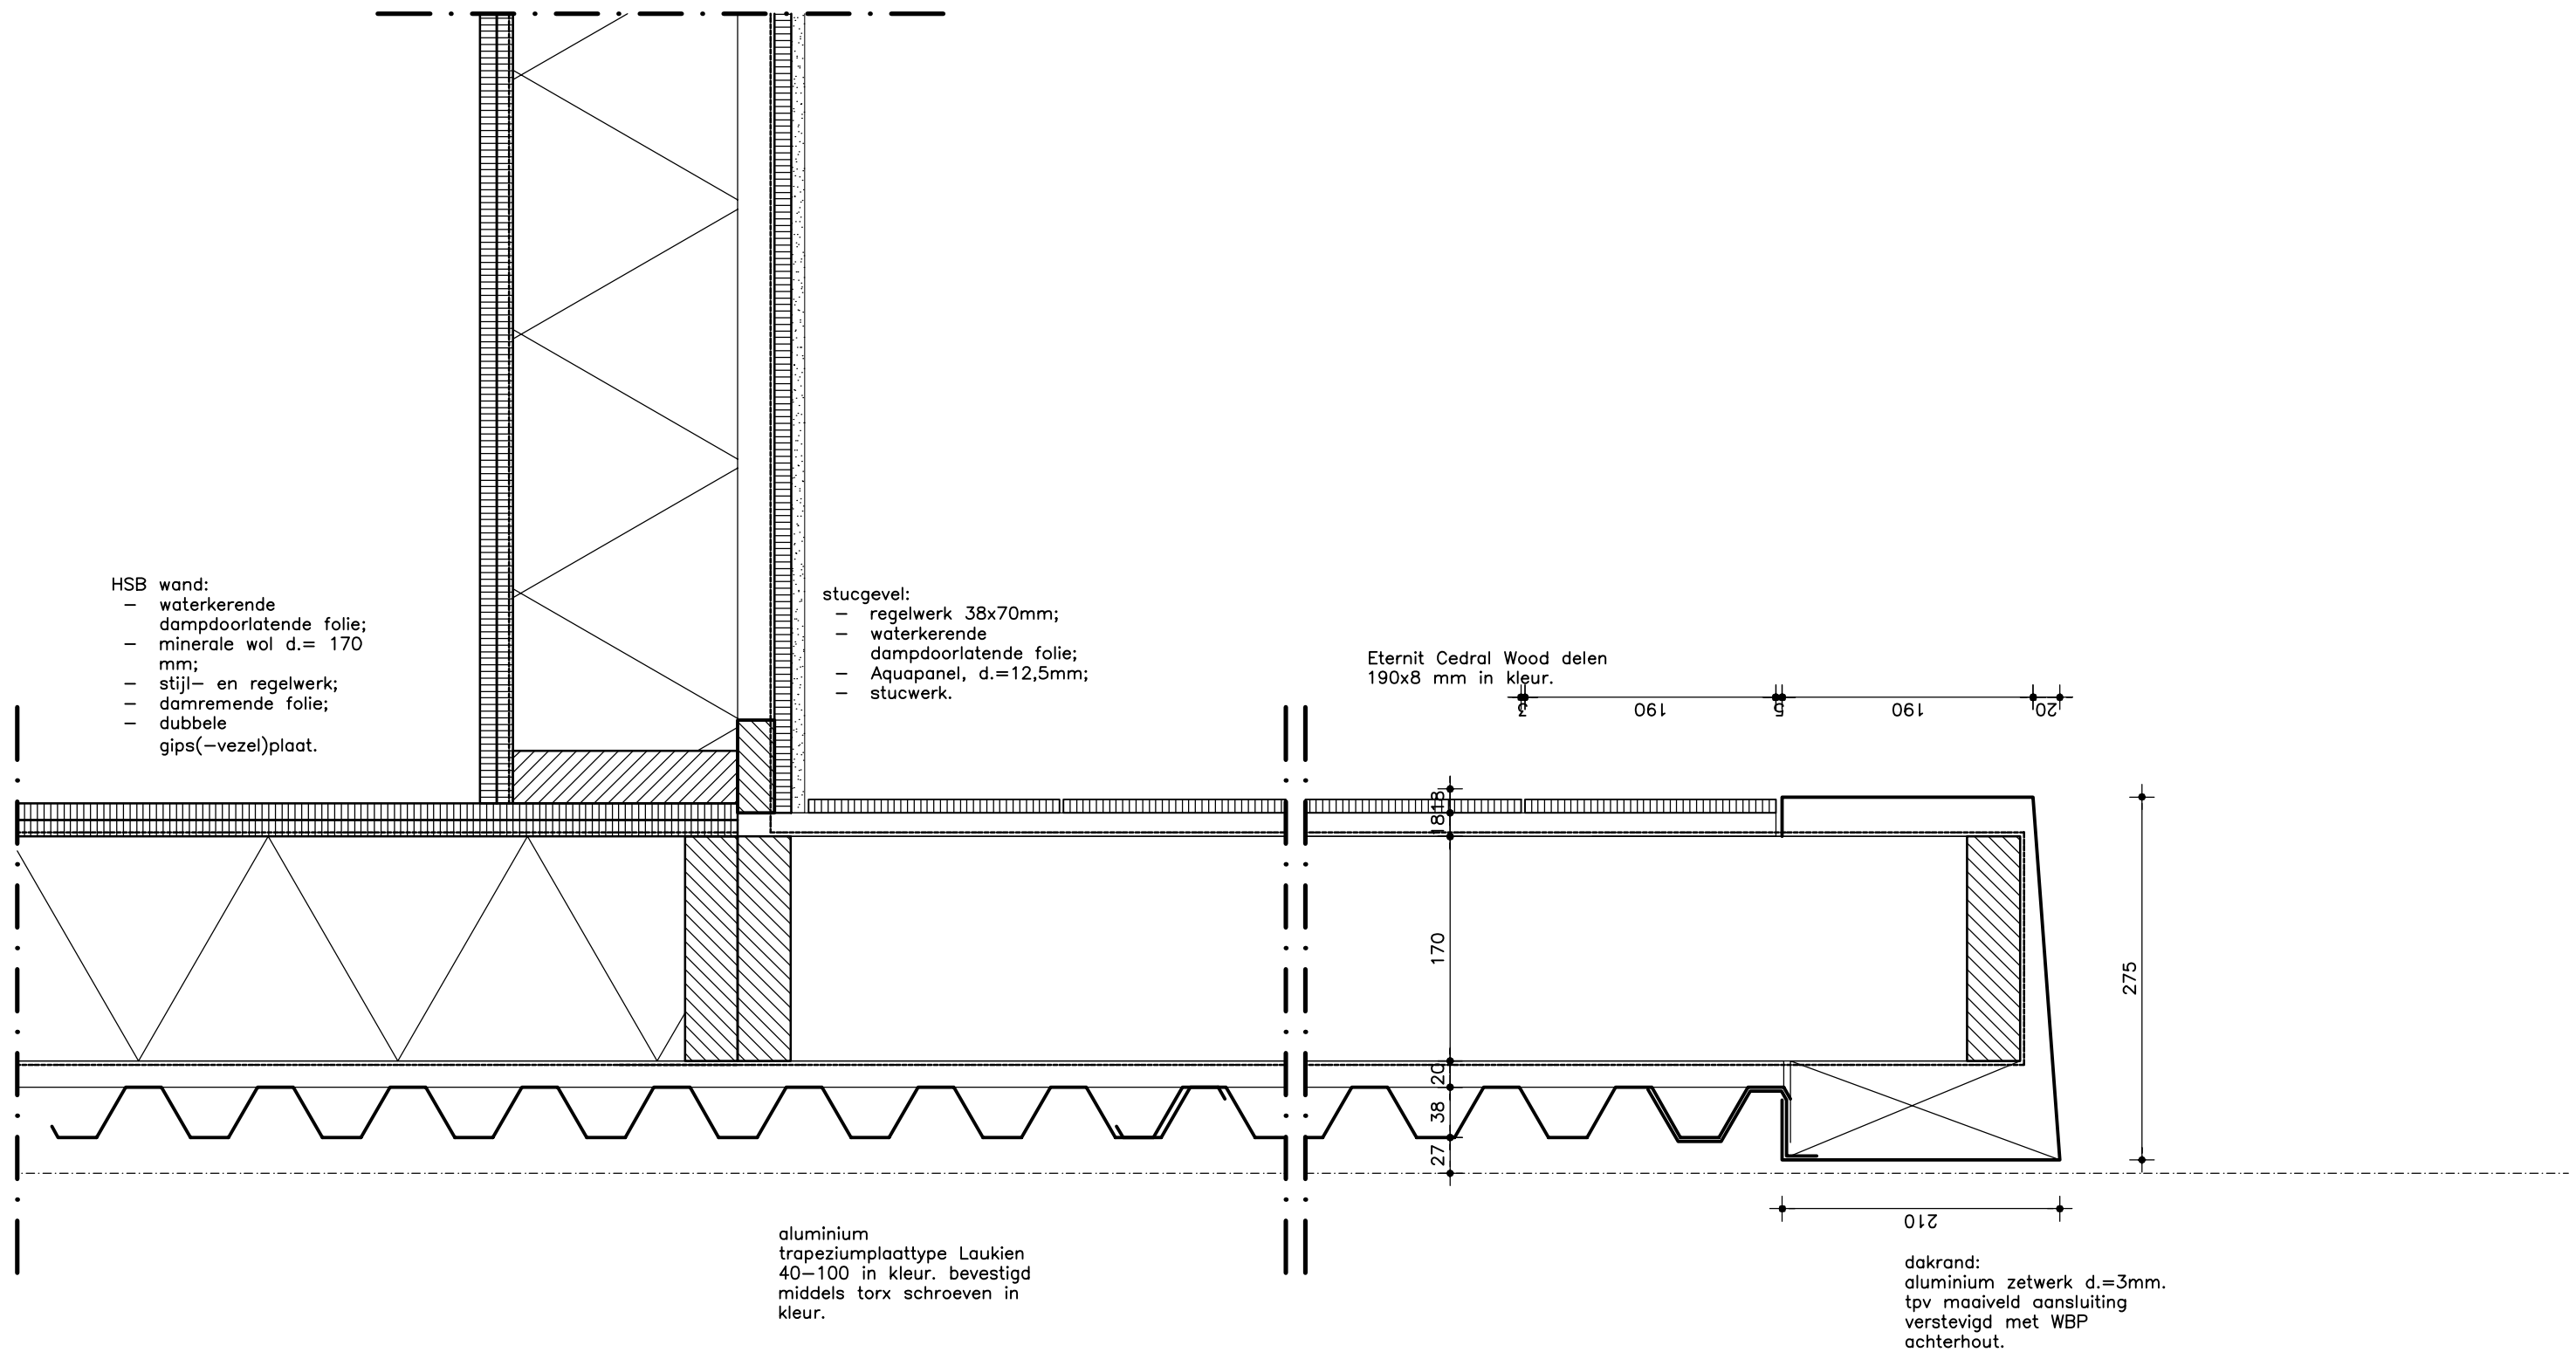 HSB wand:
– waterkerende
dampdoorlatende folie;
– minerale wol d.= 170
mm;
– stijl– en regelwerk;
– damremende folie;
– dubbele
gips(–vezel)plaat.
stucgevel:
– regelwerk 38x70mm;
– waterkerende
dampdoorlatende folie;
– Aquapanel, d.=12,5mm;
– stucwerk.
Eternit Cedral Wood delen
190x8 mm in kleur.
3
190
5
190
20
18
18
170
20
38
27
275
210
aluminium
trapeziumplaattype Laukien
40–100 in kleur. bevestigd
middels torx schroeven in
kleur.
dakrand:
aluminium zetwerk d.=3mm.
tpv maaiveld aansluiting
verstevigd met WBP
achterhout.